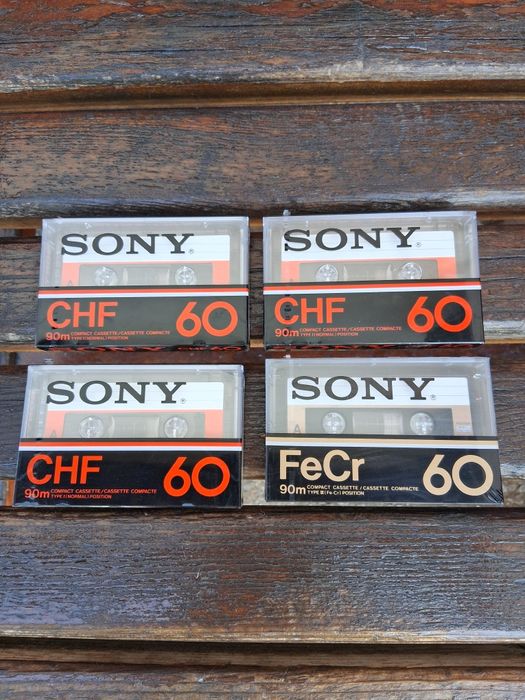 SONY®
A
CHF 60
90m COMPACT CASSETTE/CASSETTE COMPACTE
TYPE I (NORMAL) POSITION
SONY®
CHF 60
90m COMPACT CASSETTE/CASSETTE COMPACTE
TYPE I (NORMAL) POSITION
SONY®
A
CHF 60
90m COMPACT CASSETTE/CASSETTE COMPACTE
TYPE I (NORMAL) POSITION
SONY®
A
FeCr 60
90m COMPACT CASSETTE/CASSETTE COMPACTE
TYPE III (Fe-Cr) POSITION